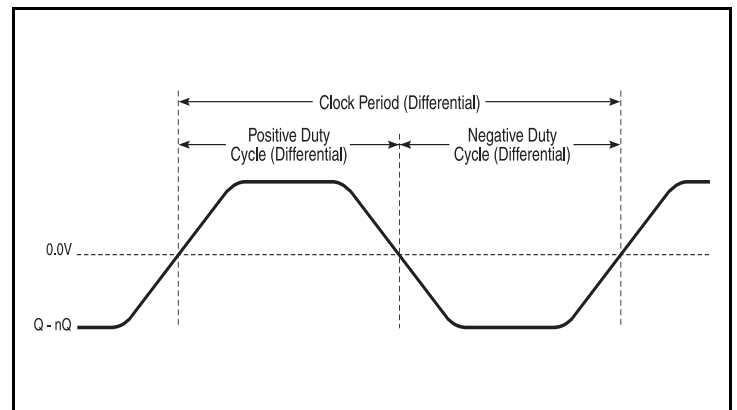 Clock Period (Differential)
Positive Duty
Cycle (Differential)
Negative Duty
Cycle (Differential)
0.0V
Q - nQ